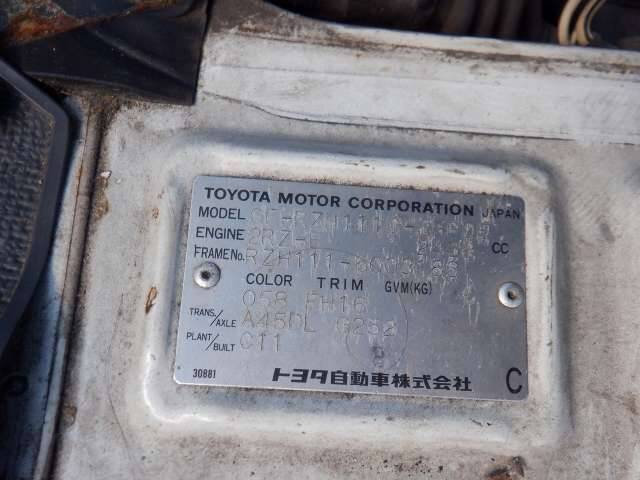 TOYOTA MOTOR CORPORATION JAPAN
MODEL
ENGINE 2RZ-E CC
FRAME NO. RZH111-
COLOR TRIM GVM(KG)
058 FH16
TRANS./AXLE A45DL G252
PLANT/BUILT C11
30881 トヨタ自動車株式会社 C